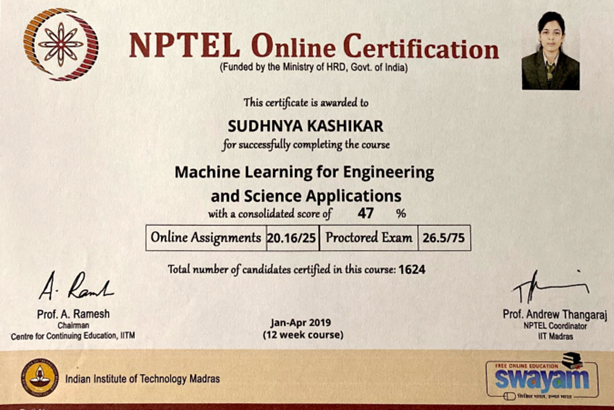 NPTEL Online Certification
(Funded by the Ministry of HRD, Govt. of India)
This certificate is awarded to
SUDHNYA KASHIKAR
for successfully completing the course
Machine Learning for Engineering
and Science Applications
with a consolidated score of 47 %
Online Assignments 20.16/25 Proctored Exam 26.5/75
Total number of candidates certified in this course: 1624
A. Ramesh
Prof. A. Ramesh
Chairman
Centre for Continuing Education, IITM
Jan-Apr 2019
(12 week course)
Prof. Andrew Thangaraj
NPTEL Coordinator
IIT Madras
Indian Institute of Technology Madras
FREE ONLINE EDUCATION
swayam
शिक्षित भारत, उन्नत भारत